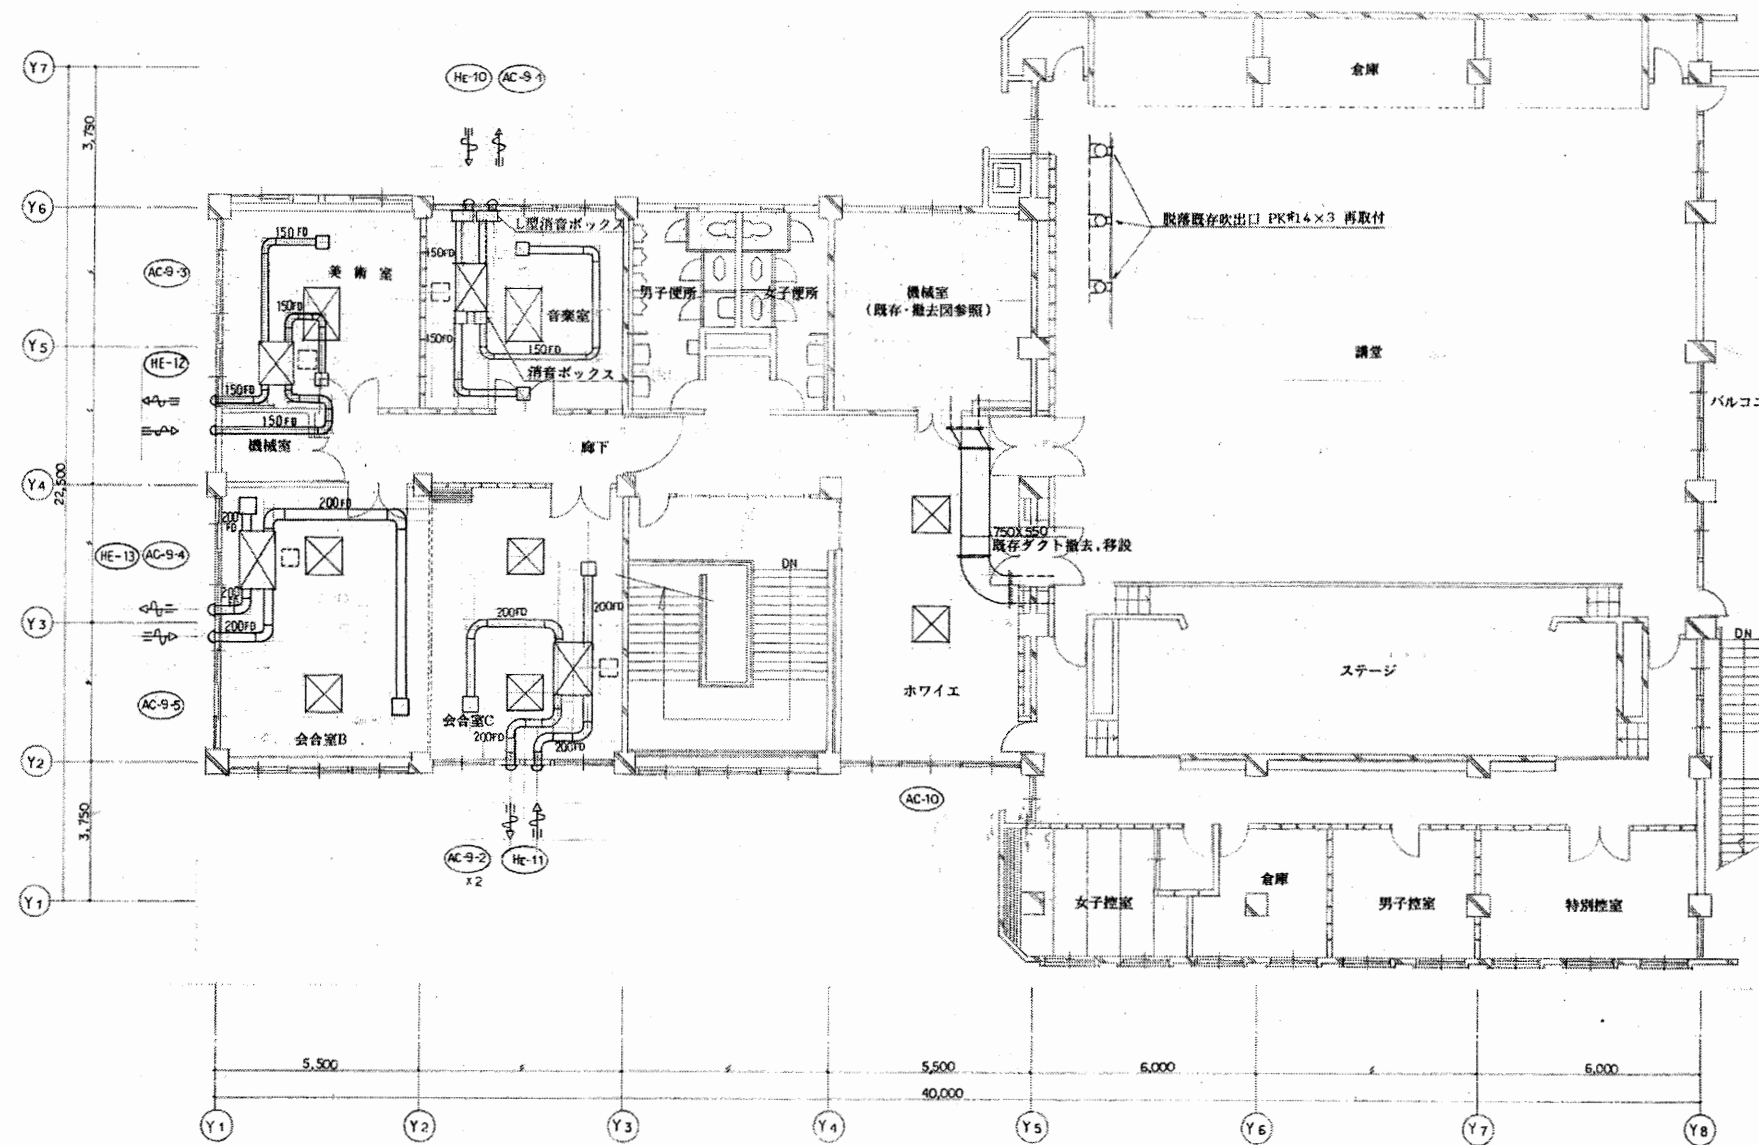 Y7
HE-10
AC-9-1
倉庫
3,750
Y6
L型消音ボックス
脱落既存吹出口 PK#14×3 再取付
150FD
150FD
AC-9-3
美術室
男子便所
女子便所
機械室
(既存・撤去図参照)
150FD
音楽室
Y5
150FD
150FD
講堂
HE-12
消音ボックス
150FD
150FD
バルコニ
機械室
廊下
Y4
22,500
200FD
200FD
750X550
既存ダクト撤去,移設
HE-13
AC-9-4
DN
200FD
200FD
200FD
Y3
200FD
DN
ステージ
ホワイエ
AC-9-5
会合室C
会合室B
200FD
200FD
Y2
AC-10
3,750
AC-9-2
×2
HE-11
倉庫
Y1
女子控室
男子控室
特別控室
5,500
5,500
6,000
6,000
40,000
Y1
Y2
Y3
Y4
Y5
Y6
Y7
Y8